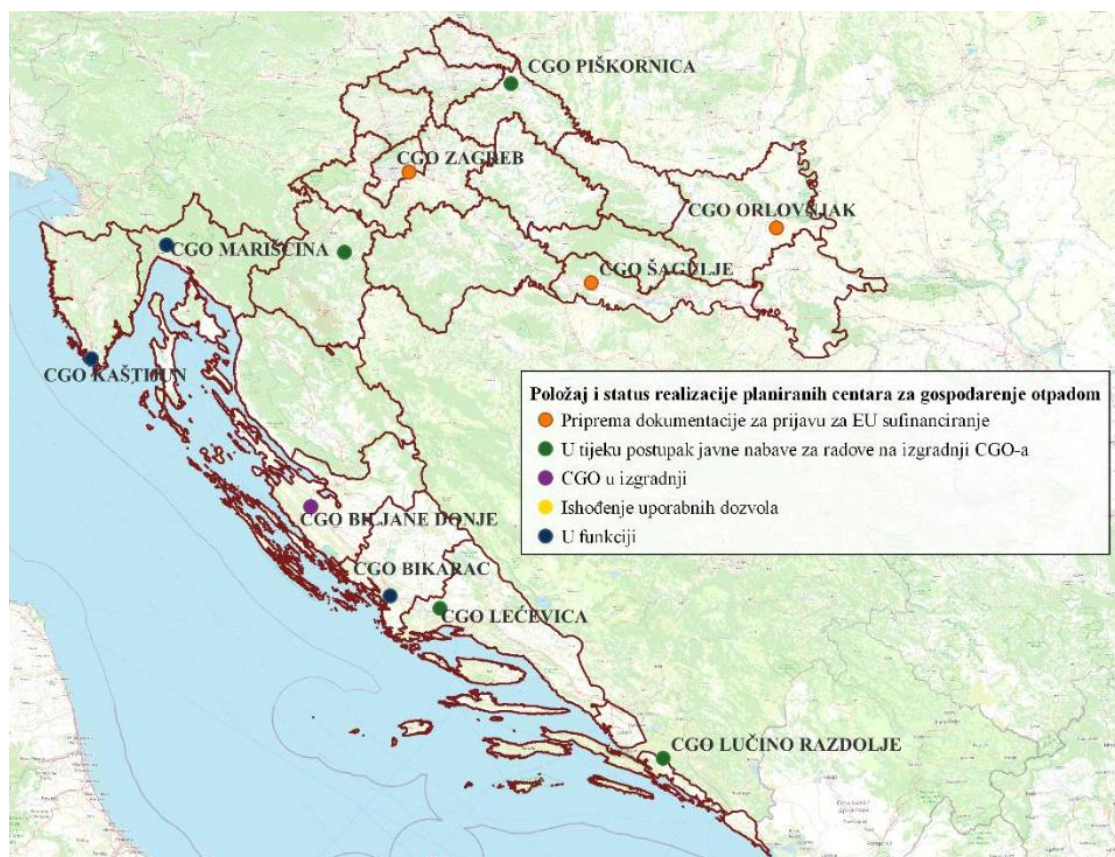 CGO PIŠKORNICA
CGO ZAGREB
CGO ORLOVNJAK
CGO MARIŠĆINA
CGO ŠAGULJE
CGO KAŠTIJUN
Položaj i status realizacije planiranih centara za gospodarenje otpadom
Priprema dokumentacije za prijavu za EU sufinanciranje
U tijeku postupak javne nabave za radove na izgradnji CGO-a
CGO u izgradnji
Ishođenje uporabnih dozvola
U funkciji
CGO BILJANE DONJE
CGO BIKARAC
CGO LEĆEVICA
CGO LUČINO RAZDOLJE